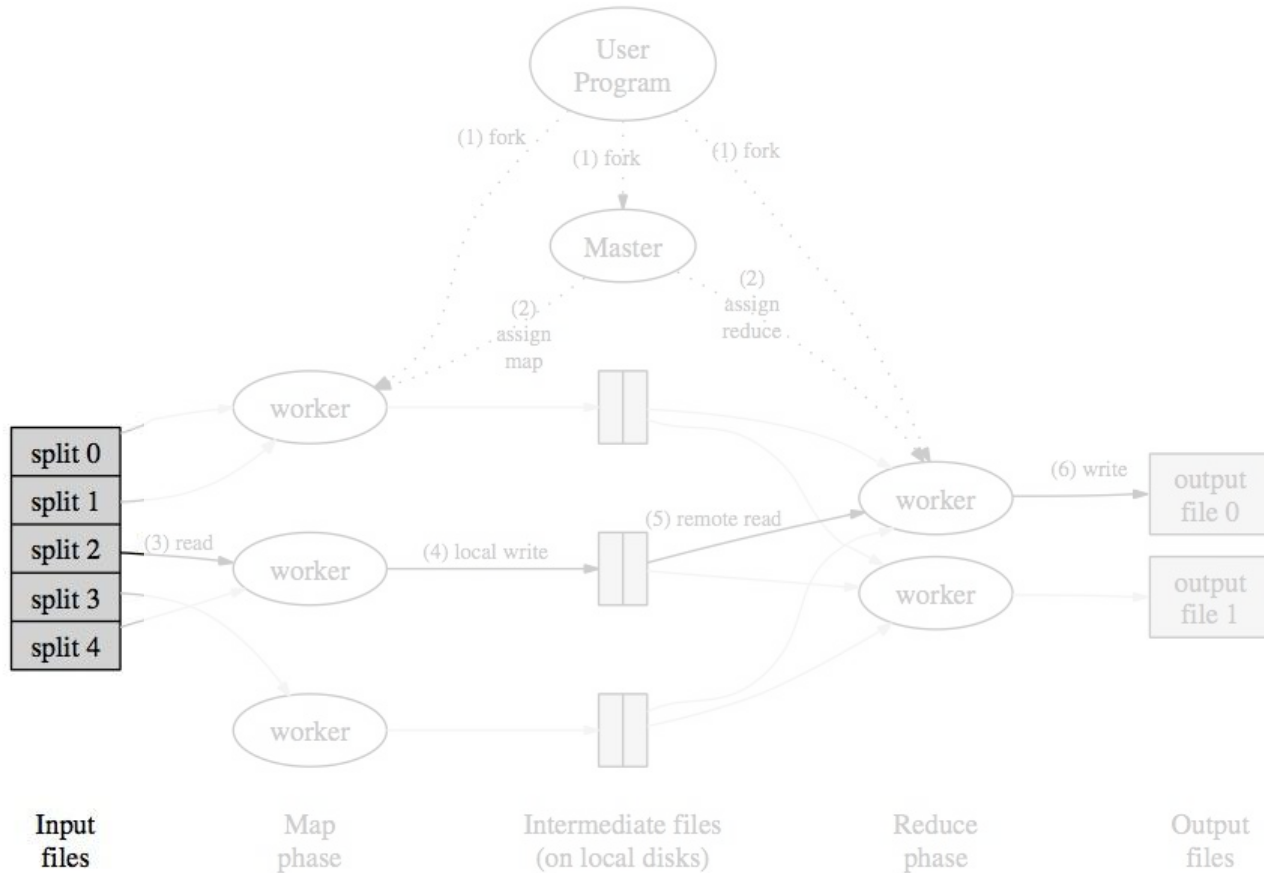 User
Program
(1) fork
(1) fork
(1) fork
Master
(2)
assign
map
(2)
assign
reduce
worker
split 0
split 1
split 2
split 3
split 4
(3) read
worker
(4) local write
(5) remote read
worker
(6) write
output
file 0
worker
output
file 1
worker
Input
files
Map
phase
Intermediate files
(on local disks)
Reduce
phase
Output
files